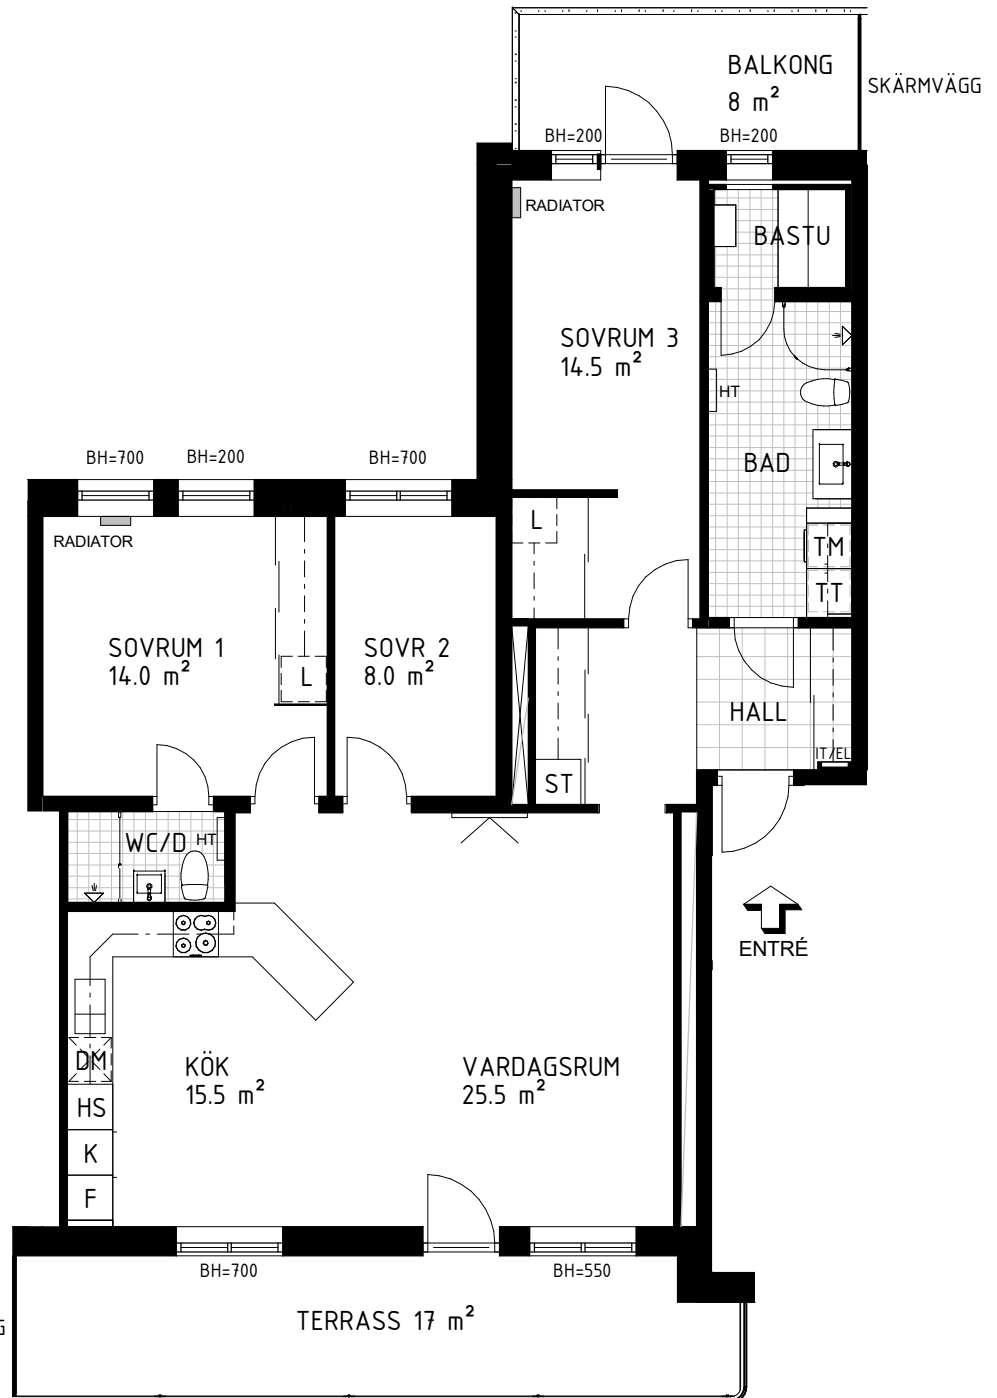 BALKONG
8 m²
SKÄRMVÄGG
BH=200
BH=200
RADIATOR
BASTU
SOVRUM 3
14.5 m²
HT
BAD
BH=700
BH=200
BH=700
L
RADIATOR
TM
TT
SOVRUM 1
14.0 m²
L
SOVR 2
8.0 m²
HALL
IT/EL
ST
WC/D
HT
ENTRÉ
DM
KÖK
15.5 m²
VARDAGSRUM
25.5 m²
HS
K
F
BH=700
BH=550
TERRASS 17 m²
G